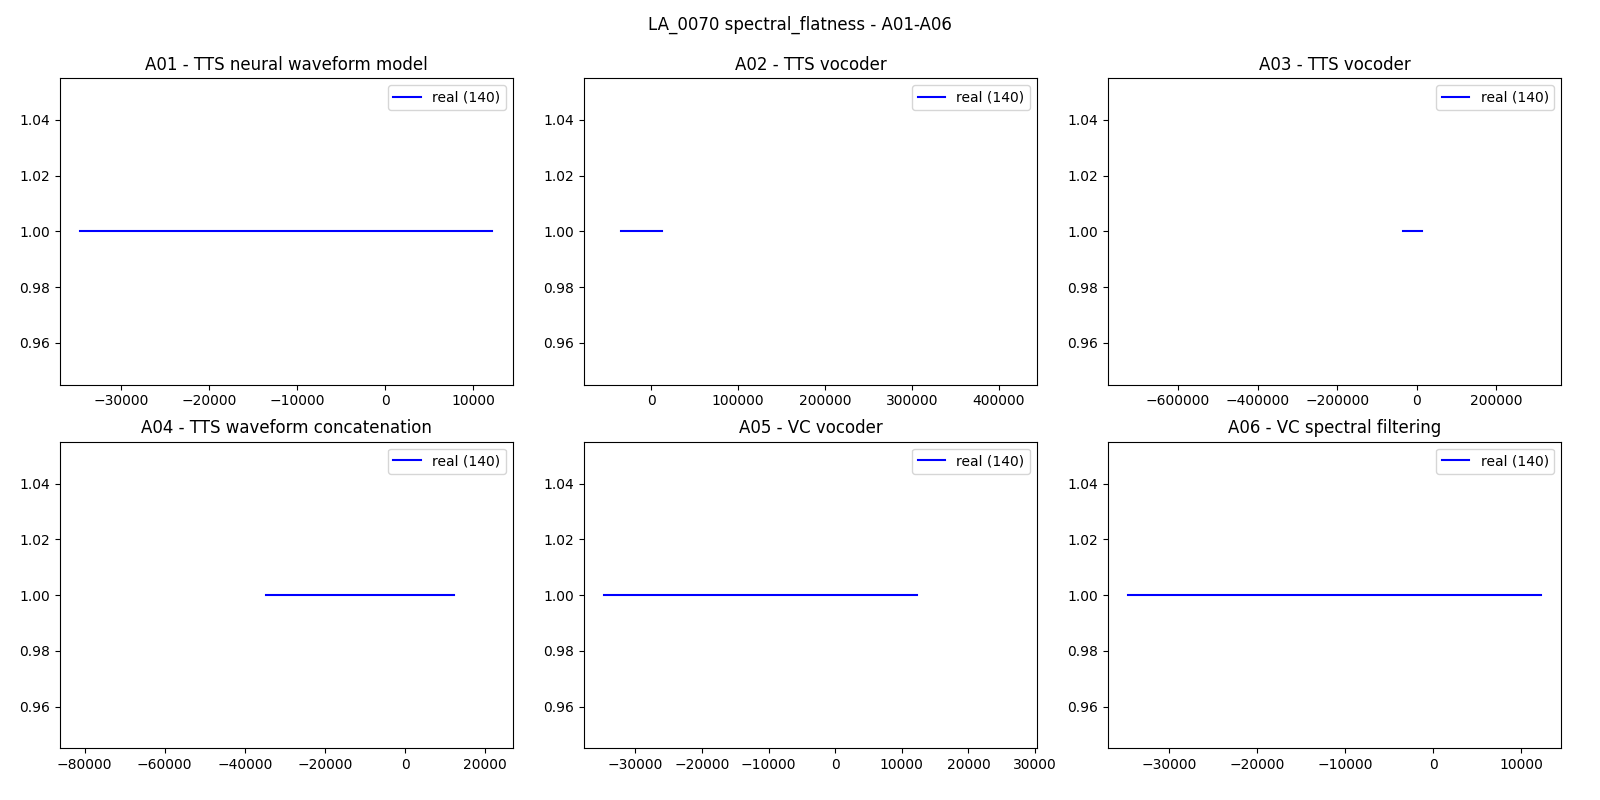 LA_0070 spectral_flatness - A01-A06
A01 - TTS neural waveform model
real (140)
1.04
1.02
1.00
0.98
0.96
−30000 −20000 −10000 0 10000
A02 - TTS vocoder
real (140)
1.04
1.02
1.00
0.98
0.96
0 100000 200000 300000 400000
A03 - TTS vocoder
real (140)
1.04
1.02
1.00
0.98
0.96
−600000 −400000 −200000 0 200000
A04 - TTS waveform concatenation
real (140)
1.04
1.02
1.00
0.98
0.96
−80000 −60000 −40000 −20000 0 20000
A05 - VC vocoder
real (140)
1.04
1.02
1.00
0.98
0.96
−30000 −20000 −10000 0 10000 20000 30000
A06 - VC spectral filtering
real (140)
1.04
1.02
1.00
0.98
0.96
−30000 −20000 −10000 0 10000